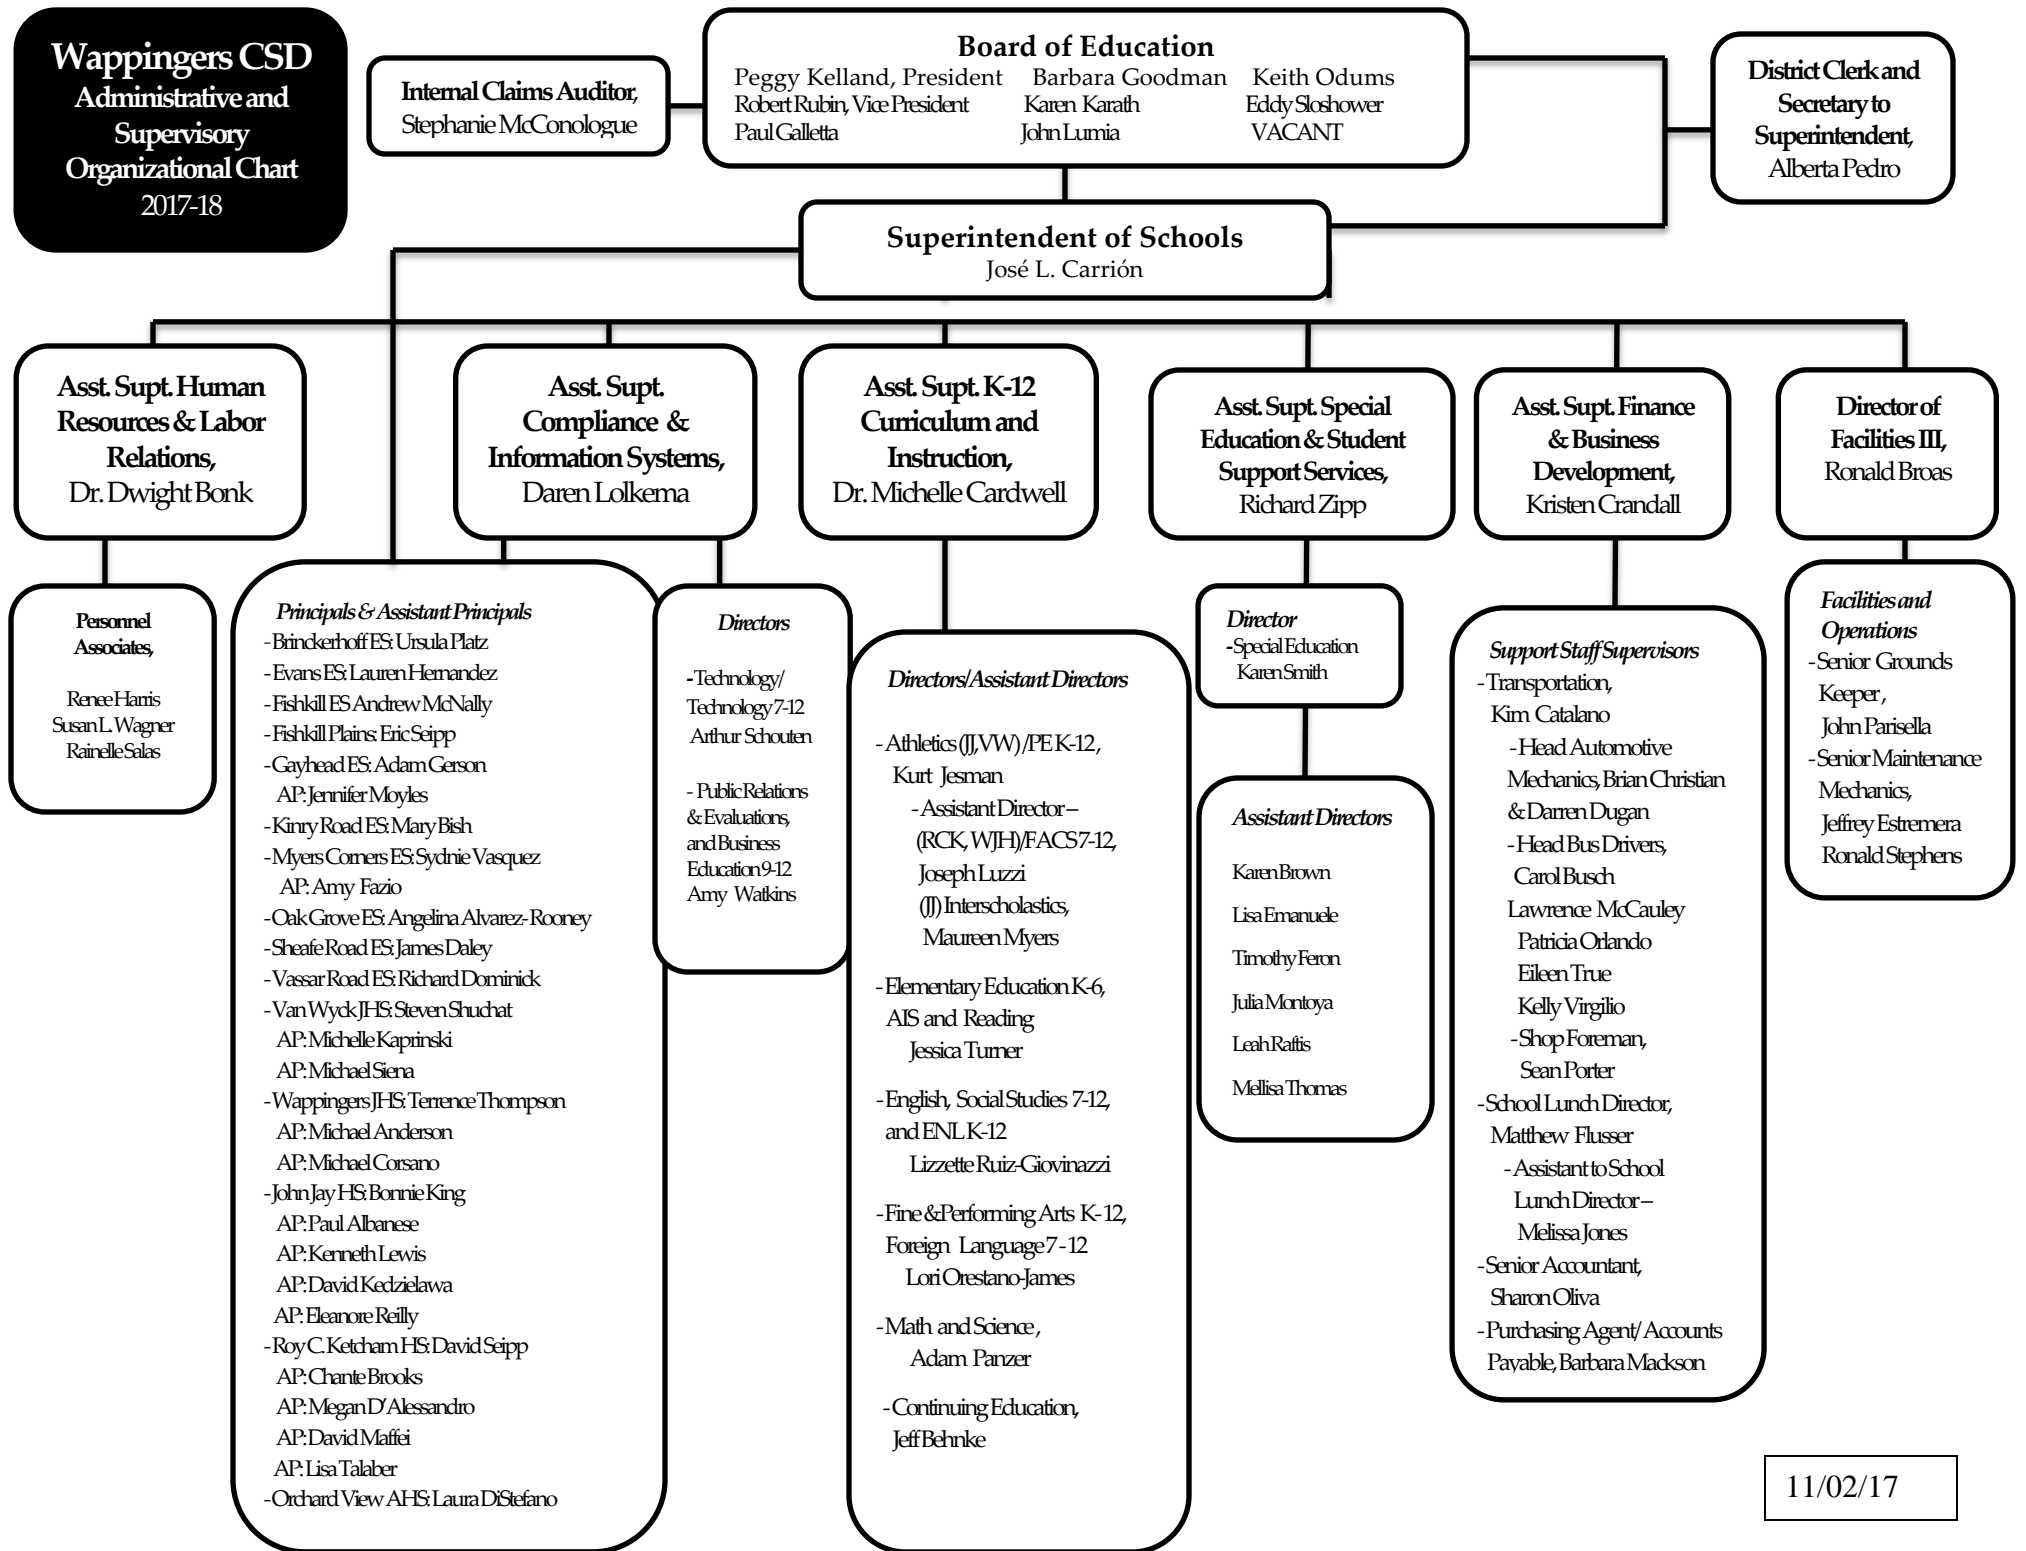 Wappingers CSD
Administrative and
Supervisory
Organizational Chart
2017-18
Internal Claims Auditor,
Stephanie McConologue
Board of Education
Peggy Kelland, President Barbara Goodman Keith Odums
Robert Rubin, Vice President Karen Karath Eddy Sloshower
Paul Galletta John Lumia VACANT
District Clerk and
Secretary to
Superintendent,
Alberta Pedro
Superintendent of Schools
José L. Carrión
Asst. Supt. Human
Resources & Labor
Relations,
Dr. Dwight Bonk
Asst. Supt.
Compliance &
Information Systems,
Daren Lolkema
Asst. Supt. K-12
Curriculum and
Instruction,
Dr. Michelle Cardwell
Asst. Supt. Special
Education & Student
Support Services,
Richard Zipp
Asst. Supt. Finance
& Business
Development,
Kristen Crandall
Director of
Facilities III,
Ronald Broas
Personnel
Associates,
Renee Harris
Susan L. Wagner
Rainelle Salas
Principals & Assistant Principals
-Brinckerhoff ES: Ursula Platz
-Evans ES: Lauren Hernandez
-Fishkill ES Andrew McNally
-Fishkill Plains: Eric Seipp
-Gayhead ES: Adam Gerson
AP: Jennifer Moyles
-Kinry Road ES: Mary Bish
-Myers Corners ES: Sydnie Vasquez
AP: Amy Fazio
-Oak Grove ES: Angelina Alvarez-Rooney
-Sheafe Road ES: James Daley
-Vassar Road ES: Richard Dominick
-Van Wyck JHS: Steven Shuchat
AP: Michelle Kaprinski
AP: Michael Siena
-Wappingers JHS: Terrence Thompson
AP: Michael Anderson
AP: Michael Corsano
-John Jay HS: Bonnie King
AP: Paul Albanese
AP: Kenneth Lewis
AP: David Kedzielawa
AP: Eleanore Reilly
-Roy C. Ketcham HS: David Seipp
AP: Chante Brooks
AP: Megan D'Alessandro
AP: David Maffei
AP: Lisa Talaber
-Orchard View AHS: Laura DiStefano
Directors
-Technology/
Technology 7-12
Arthur Schouten
- Public Relations
& Evaluations,
and Business
Education 9-12
Amy Watkins
Directors/Assistant Directors
-Athletics (JJ,VW) /PE K-12 ,
Kurt Jesman
-Assistant Director –
(RCK, WJH)/FACS 7-12,
Joseph Luzzi
(JJ) Interscholastics,
Maureen Myers
-Elementary Education K-6,
AIS and Reading
Jessica Turner
-English, Social Studies 7-12,
and ENL K-12
Lizzette Ruiz-Giovinazzi
-Fine &Performing Arts K-12,
Foreign Language 7 -12
Lori Orestano-James
-Math and Science ,
Adam Panzer
-Continuing Education,
Jeff Behnke
Director
-Special Education
Karen Smith
Assistant Directors
Karen Brown
Lisa Emanuele
Timothy Feron
Julia Montoya
Leah Raftis
Mellisa Thomas
Support Staff Supervisors
-Transportation,
Kim Catalano
-Head Automotive
Mechanics, Brian Christian
& Darren Dugan
-Head Bus Drivers,
Carol Busch
Lawrence McCauley
Patricia Orlando
Eileen True
Kelly Virgilio
-Shop Foreman,
Sean Porter
-School Lunch Director,
Matthew Flusser
-Assistant to School
Lunch Director –
Melissa Jones
-Senior Accountant,
Sharon Oliva
-Purchasing Agent/Accounts
Payable, Barbara Mackson
Facilities and
Operations
-Senior Grounds
Keeper ,
John Parisella
-Senior Maintenance
Mechanics,
Jeffrey Estremera
Ronald Stephens
11/02/17